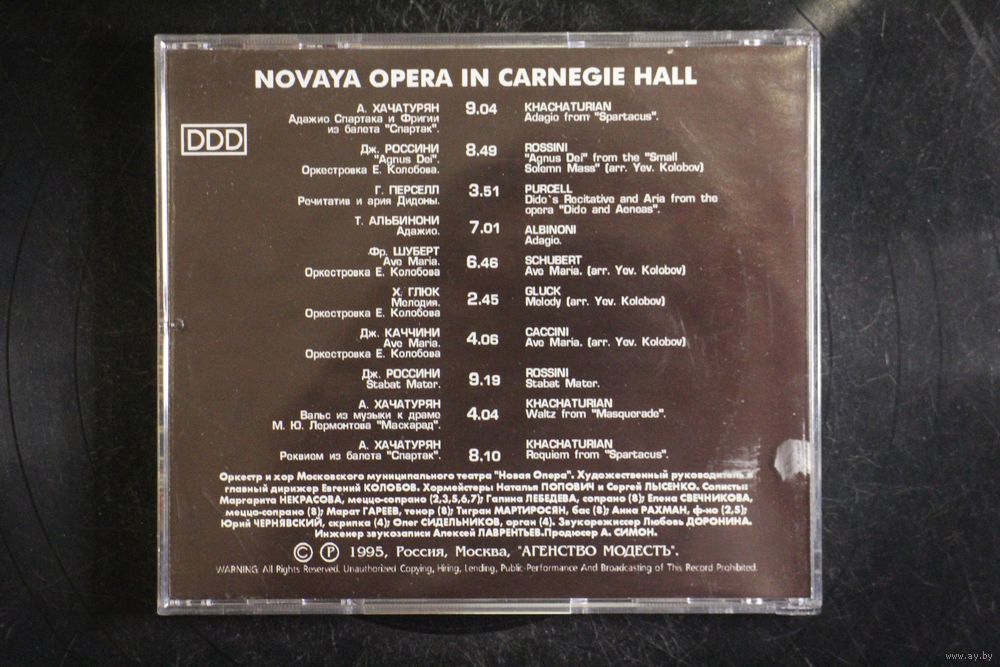 NOVAYA OPERA IN CARNEGIE HALL
DDD
А. ХАЧАТУРЯН 9.04 KHACHATURIAN
Адажио Спартака и Фригии Adagio from "Spartacus".
из балета "Спартак".
Дж. РОССИНИ 8.49 ROSSINI
"Agnus Dei". "Agnus Dei" from the "Small
Оркестровка Е. Колобова. Solemn Mass" (arr. Yev. Kolobov)
Г. ПЕРСЕЛЛ 3.51 PURCELL
Речитатив и ария Дидоны. Dido`s Recitative and Aria from the
opera "Dido and Aeneas".
Т. АЛЬБИНОНИ 7.01 ALBINONI
Адажио. Adagio.
Фр. ШУБЕРТ 6.46 SCHUBERT
Ave Maria. Ave Maria. (arr. Yev. Kolobov)
Оркестровка Е. Колобова
Х. ГЛЮК 2.45 GLUCK
Мелодия. Melody (arr. Yev. Kolobov)
Оркестровка Е. Колобова
Дж. КАЧЧИНИ 4.06 CACCINI
Ave Maria. Ave Maria. (arr. Yev. Kolobov)
Оркестровка Е. Колобова
Дж. РОССИНИ 9.19 ROSSINI
Stabat Mater. Stabat Mater.
А. ХАЧАТУРЯН 4.04 KHACHATURIAN
Вальс из музыки к драме Waltz from "Masquerade".
М. Ю. Лермонтова "Маскарад".
А. ХАЧАТУРЯН 8.10 KHACHATURIAN
Реквием из балета "Спартак". Requiem from "Spartacus".
Оркестр и хор Московского муниципального театра "Новая Опера". Художественный руководитель и
главный дирижер Евгений КОЛОБОВ. Хормейстеры Наталья ПОПОВИЧ и Сергей ЛЫСЕНКО. Солисты
Маргарита НЕКРАСОВА, меццо-сопрано (2,3,5,6,7); Галина ЛЕБЕДЕВА, сопрано (8); Елена СВЕЧНИКОВА,
меццо-сопрано (8); Марат ГАРЕЕВ, тенор (8); Тигран МАРТИРОСЯН, бас (8); Анна РАХМАН, ф-но (2,5);
Юрий ЧЕРНЯВСКИЙ, скрипка (4); Олег СИДЕЛЬНИКОВ, орган (4). Звукорежиссер Любовь ДОРОНИНА.
Инженер звукозаписи Алексей ЛАВРЕНТЬЕВ.Продюсер А. СИМОН.
© ℗ 1995, Россия, Москва, "АГЕНСТВО МОДЕСТЪ".
WARNING. All Rights Reserved. Unauthorized Copying, Hiring, Lending, Public-Performance And Broadcasting of This Record Prohibited.
www.ay.by